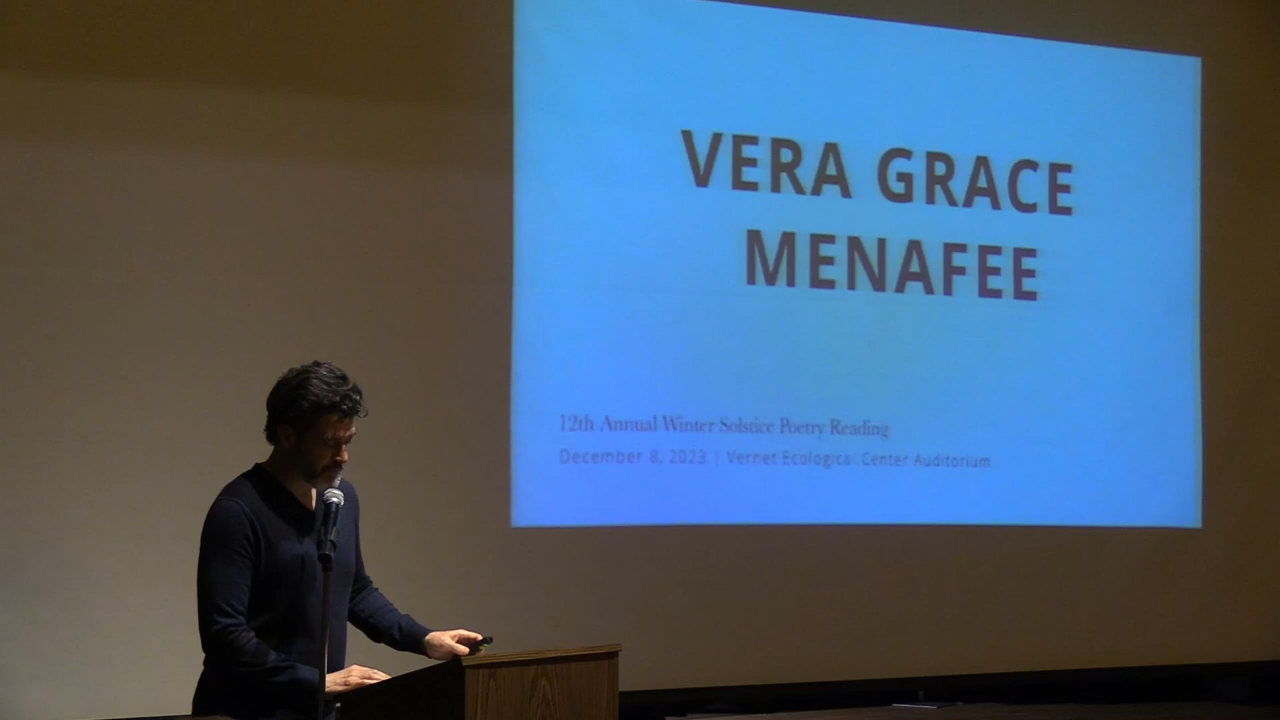 VERA GRACE
MENAFEE
12th Annual Winter Solstice Poetry Reading
December 8, 2023 | Vernet Ecologics Center Auditorium